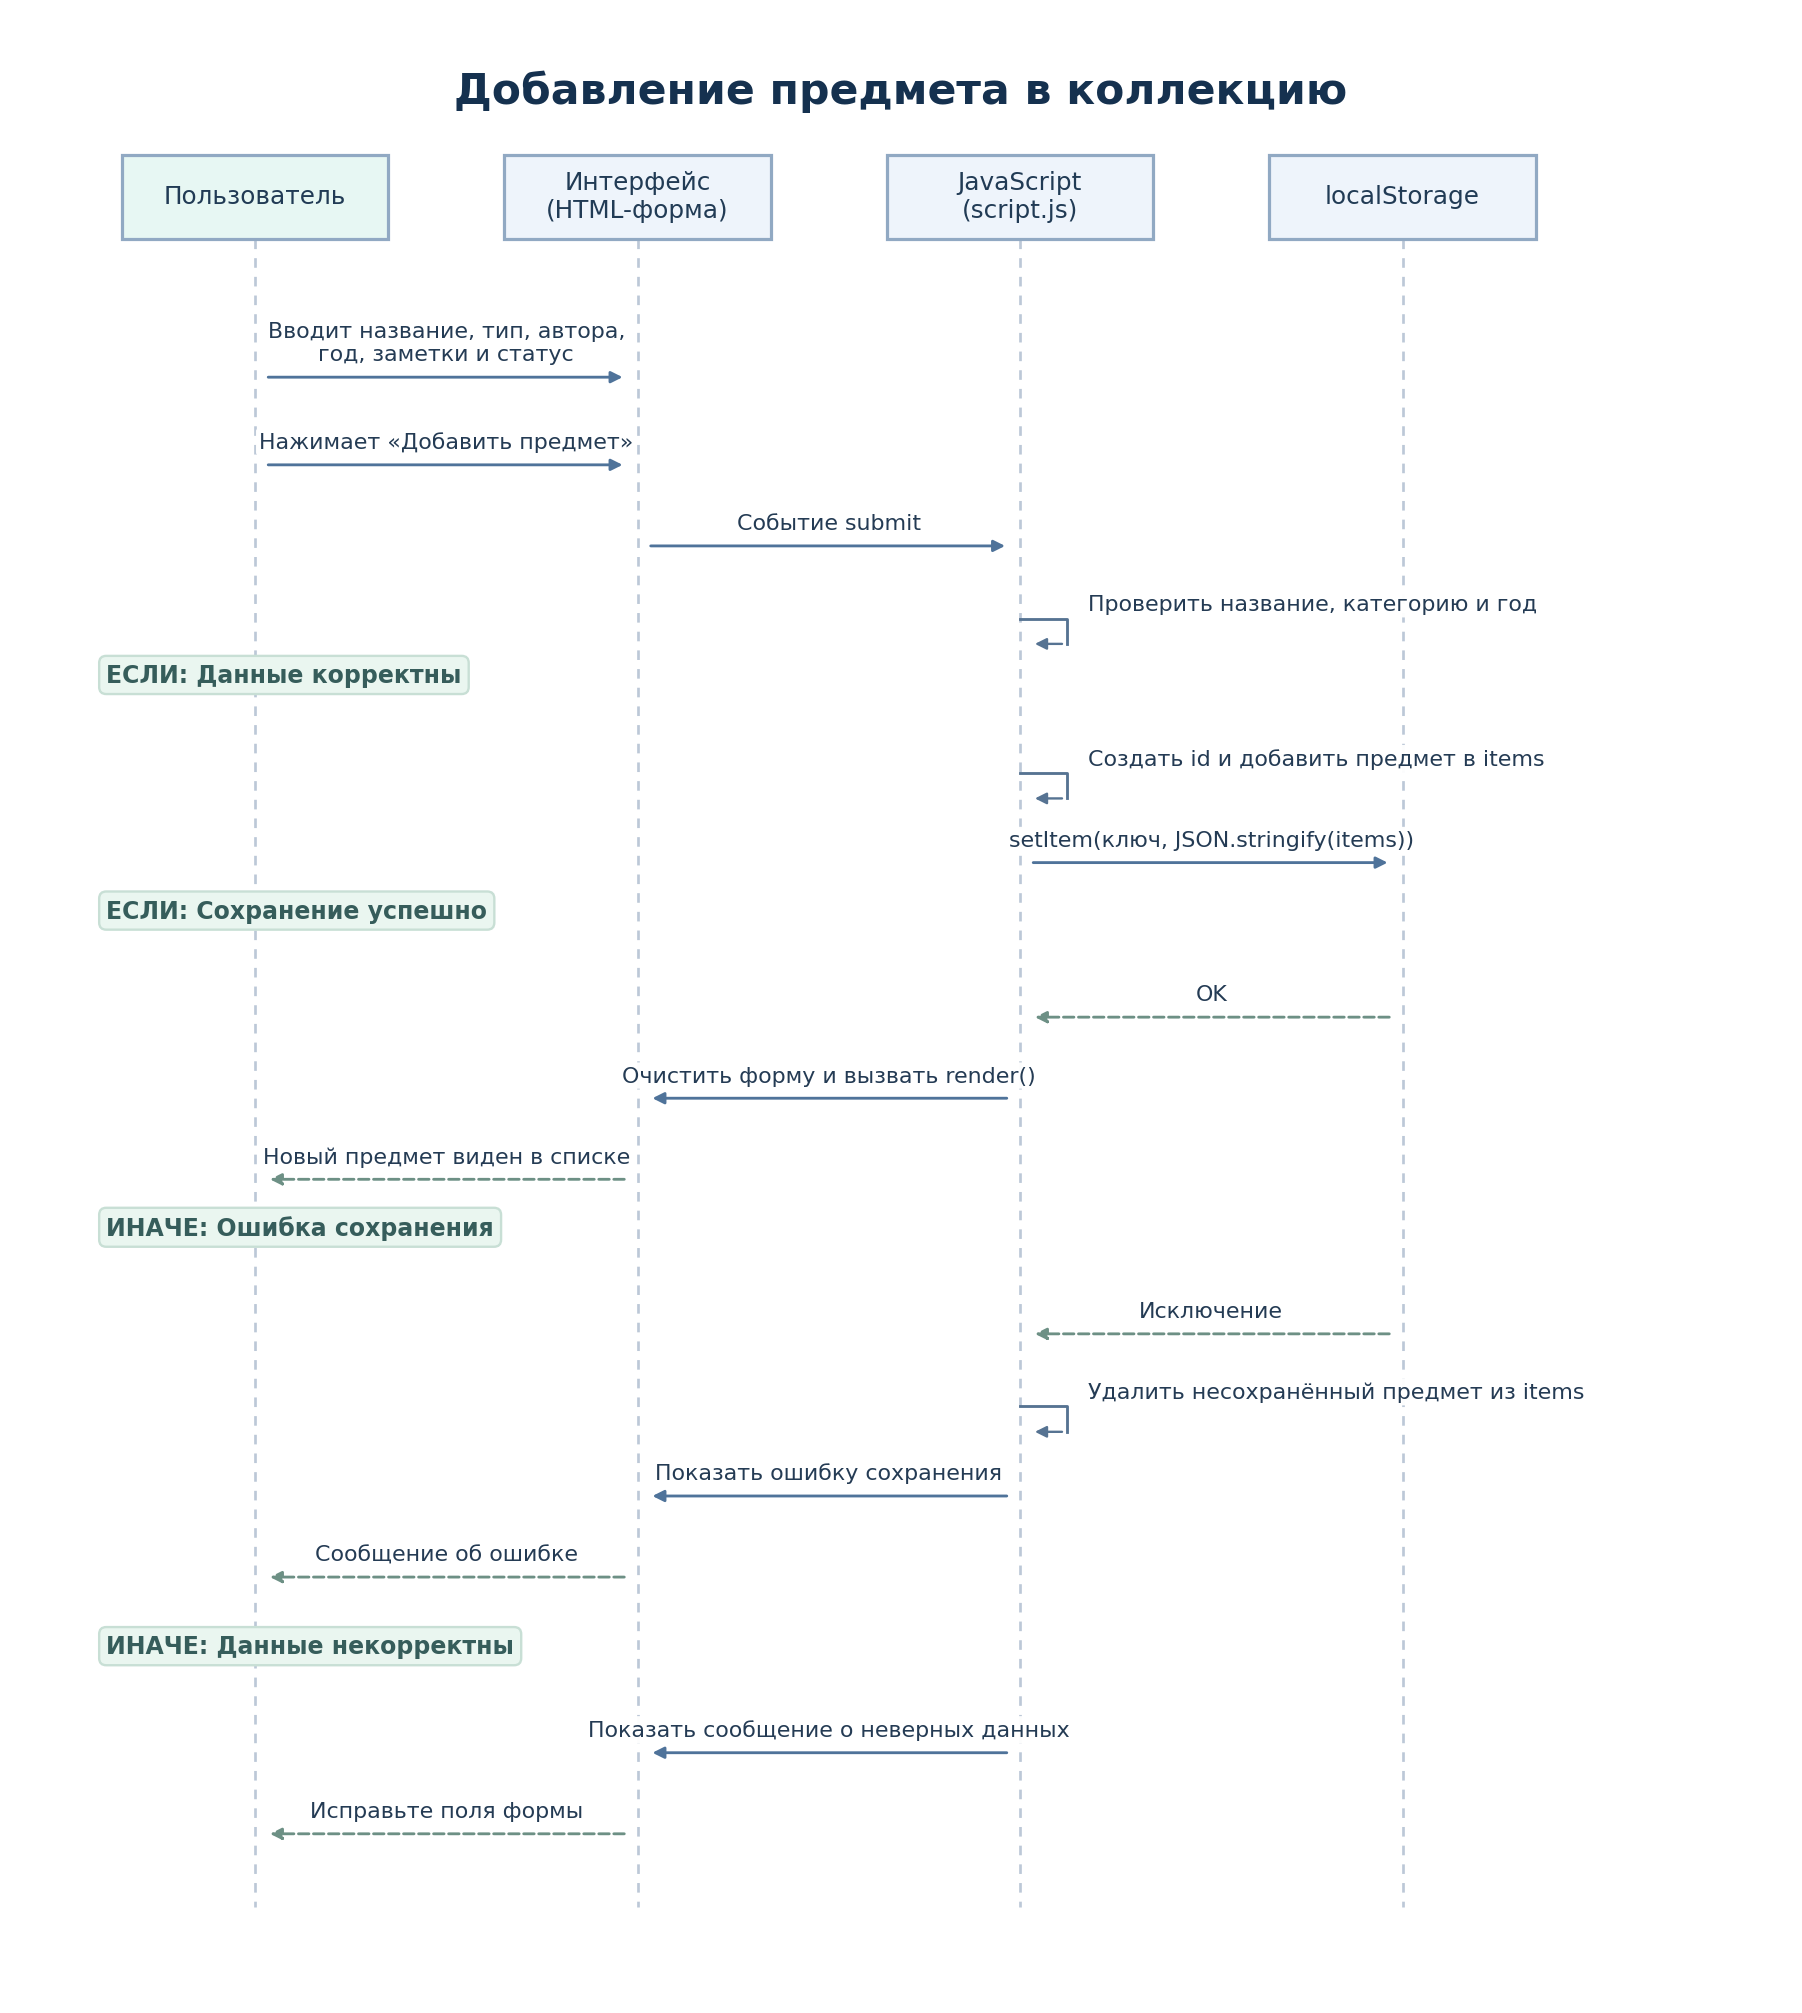 Добавление предмета в коллекцию
Пользователь
Интерфейс
(HTML-форма)
JavaScript
(script.js)
localStorage
Вводит название, тип, автора,
год, заметки и статус
Нажимает «Добавить предмет»
Событие submit
Проверить название, категорию и год
ЕСЛИ: Данные корректны
Создать id и добавить предмет в items
setItem(ключ, JSON.stringify(items))
ЕСЛИ: Сохранение успешно
OK
Очистить форму и вызвать render()
Новый предмет виден в списке
ИНАЧЕ: Ошибка сохранения
Исключение
Удалить несохранённый предмет из items
Показать ошибку сохранения
Сообщение об ошибке
ИНАЧЕ: Данные некорректны
Показать сообщение о неверных данных
Исправьте поля формы